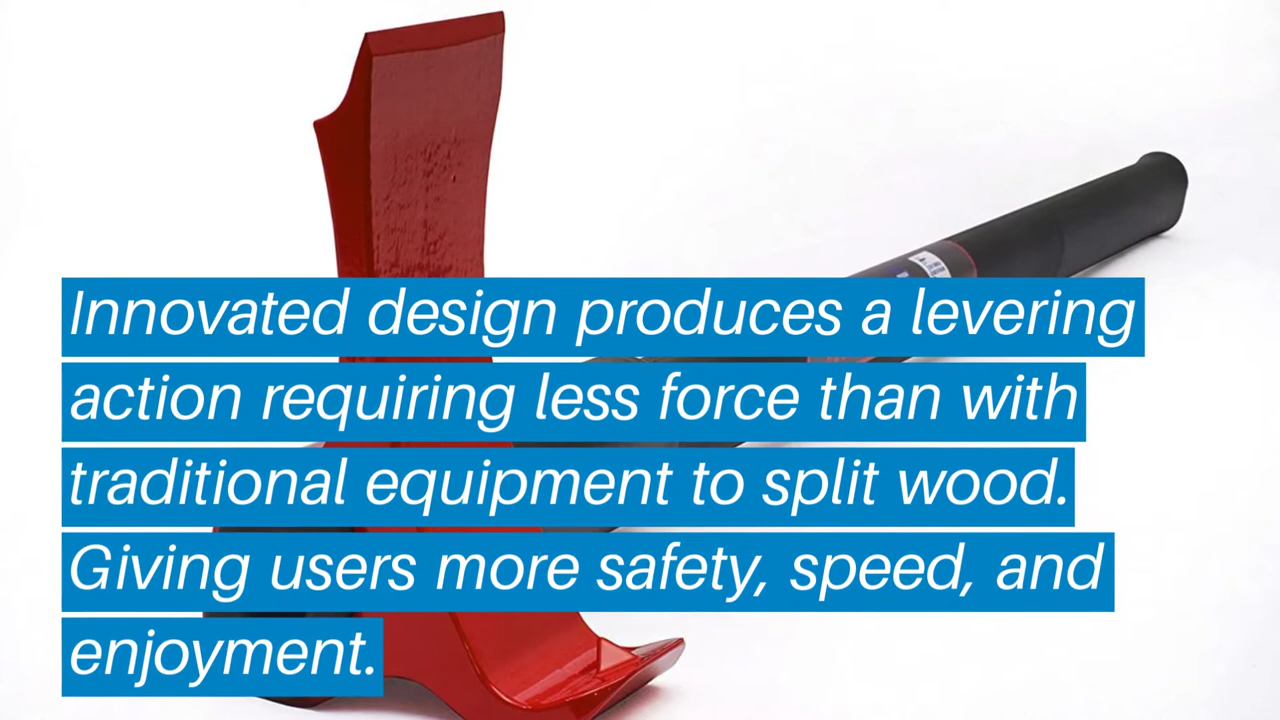 Innovated design produces a levering
action requiring less force than with
traditional equipment to split wood.
Giving users more safety, speed, and
enjoyment.